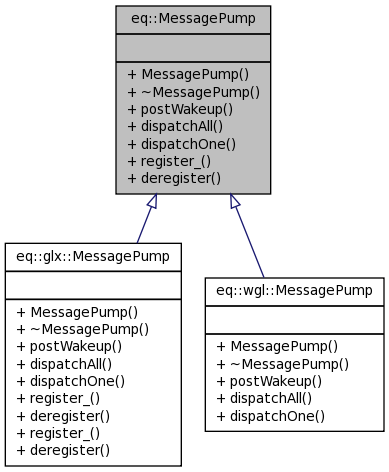 eq::MessagePump
+ MessagePump()
+ ~MessagePump()
+ postWakeup()
+ dispatchAll()
+ dispatchOne()
+ register_()
+ deregister()
eq::glx::MessagePump
+ MessagePump()
+ ~MessagePump()
+ postWakeup()
+ dispatchAll()
+ dispatchOne()
+ register_()
+ deregister()
+ register_()
+ deregister()
eq::wgl::MessagePump
+ MessagePump()
+ ~MessagePump()
+ postWakeup()
+ dispatchAll()
+ dispatchOne()